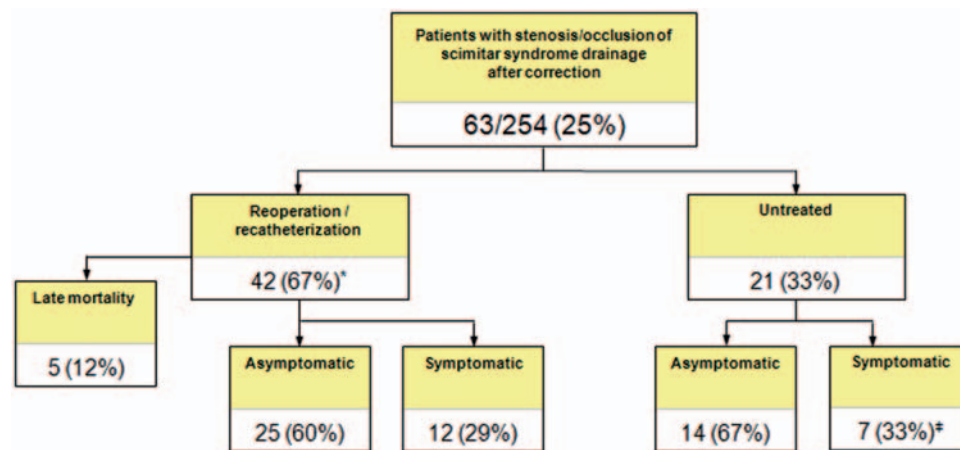 Patients with stenosis/occlusion of
scimitar syndrome drainage
after correction
63/254 (25%)
Reoperation /
recatheterization
42 (67%)*
Untreated
21 (33%)
Late mortality
5 (12%)
Asymptomatic
25 (60%)
Symptomatic
12 (29%)
Asymptomatic
14 (67%)
Symptomatic
7 (33%)‡